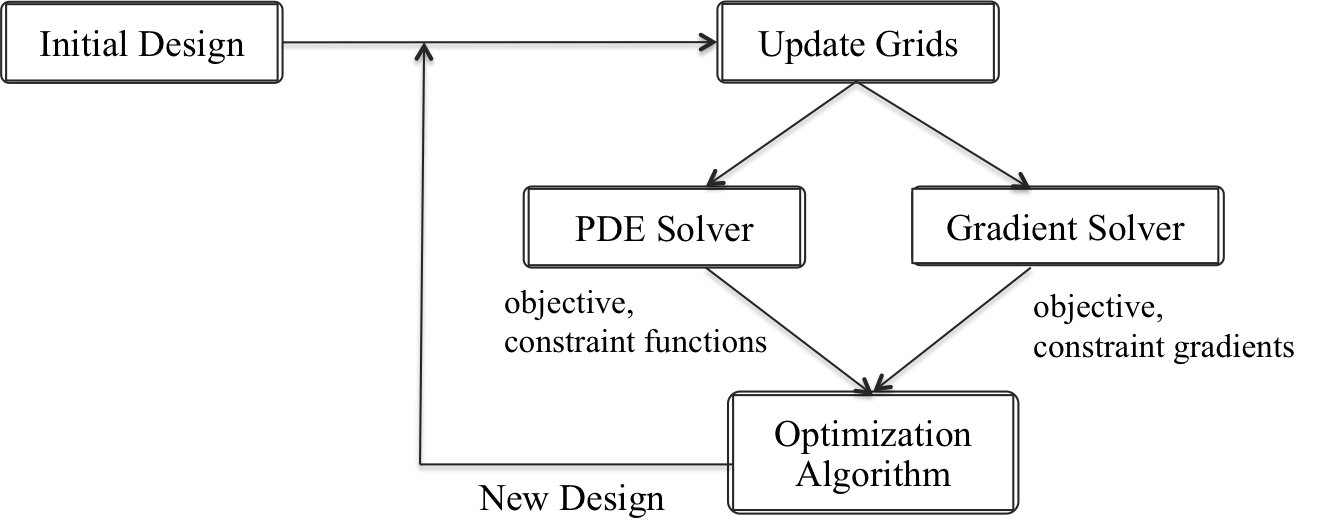 Initial Design
Update Grids
PDE Solver
Gradient Solver
objective,
constraint functions
objective,
constraint gradients
Optimization
Algorithm
New Design